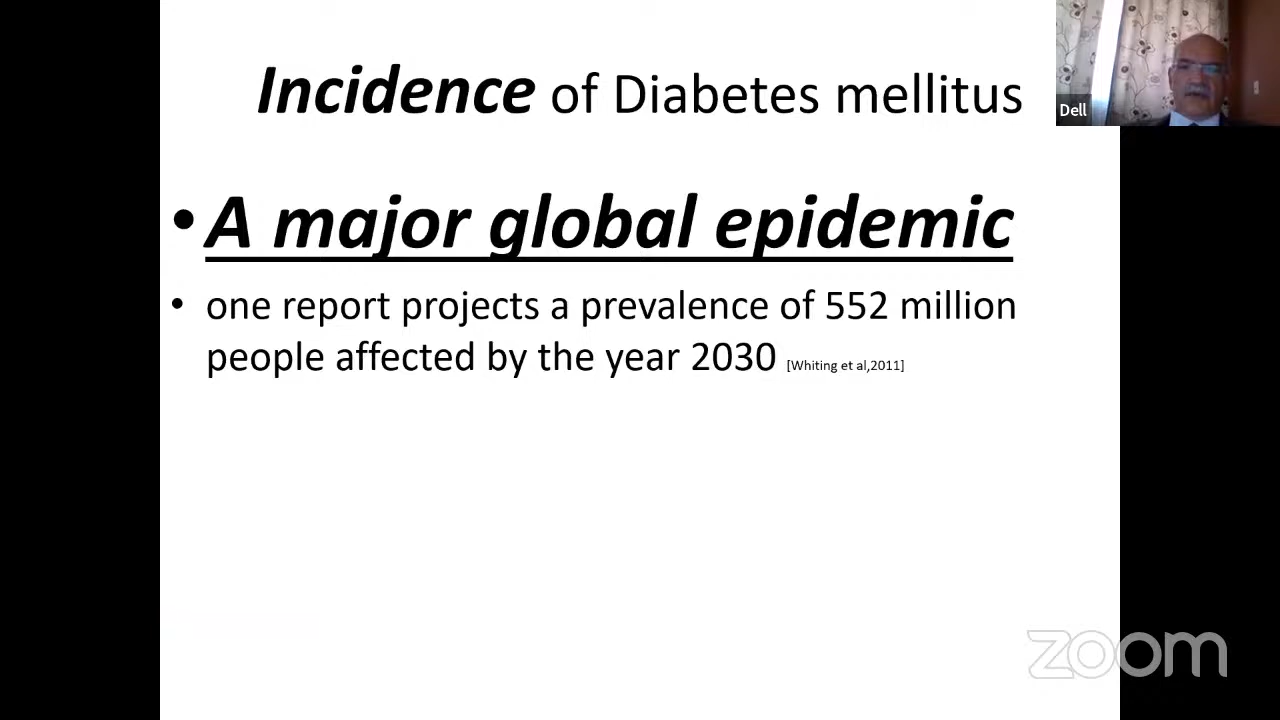 Incidence of Diabetes mellitus
Dell
•A major global epidemic
• one report projects a prevalence of 552 million
people affected by the year 2030 [Whiting et al,2011]
zoom